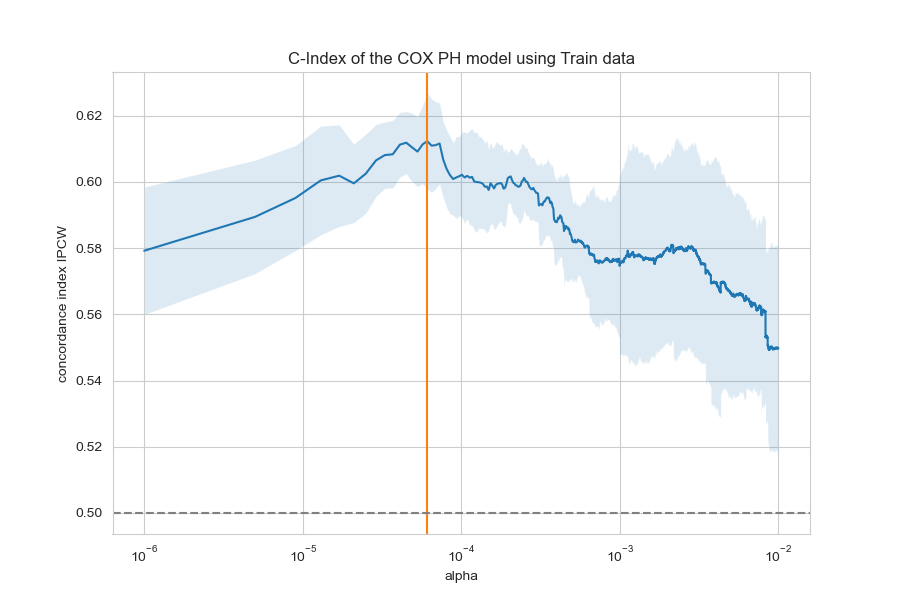 C-Index of the COX PH model using Train data
concordance index IPCW
0.62
0.60
0.58
0.56
0.54
0.52
0.50
10⁻⁶ 10⁻⁵ 10⁻⁴ 10⁻³ 10⁻²
alpha